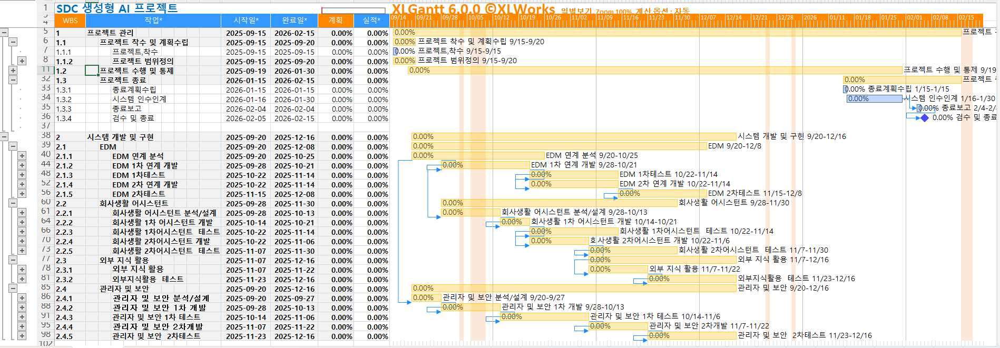 1 SDC 생성형 AI 프로젝트 XLGantt 6.0.0 ©XLWorks 일별보기, Zoom 100%, 계산 옵션 : 자동
4 WBS 작업* 시작일* 완료일* 계획 실적* 09/14 09/21 09/28 10/05 10/12 10/19 10/26 11/02 11/09 11/16 11/23 11/30 12/07 12/14 12/21 12/28 2026 01/11 01/18 01/25 02/01 02/08 02/15
5 1 프로젝트 관리 2025-09-15 2026-02-15 0.00% 0.00% 0.00% 프로젝트
6 1.1 프로젝트 착수 및 계획수립 2025-09-15 2025-09-20 0.00% 0.00% 0.00% 프로젝트 착수 및 계획수립 9/15-9/20
7 1.1.1 프로젝트,착수 2025-09-15 2025-09-15 0.00% 0.00% 0.00% 프로젝트,착수 9/15-9/15
8 1.1.2 프로젝트 범위정의 2025-09-15 2025-09-20 0.00% 0.00% 0.00% 프로젝트 범위정의 9/15-9/20
11 1.2 프로젝트 수행 및 통제 2025-09-19 2026-01-30 0.00% 0.00% 0.00% 프로젝트 수행 및 통제 9/19
32 1.3 프로젝트 종료 2026-01-15 2026-02-15 0.00% 0.00% 0.00% 프로젝트
33 1.3.1 종료계획수립 2026-01-15 2026-01-15 0.00% 0.00% 0.00% 종료계획수립 1/15-1/15
34 1.3.2 시스템 인수인계 2026-01-16 2026-01-30 0.00% 0.00% 0.00% 시스템 인수인계 1/16-1/30
35 1.3.3 종료보고 2026-02-04 2026-02-04 0.00% 0.00% 0.00% 종료보고 2/4-2/
36 1.3.4 검수 및 종료 2026-02-05 2026-02-15 0.00% 0.00% 0.00% 검수 및 종료
37
38 2 시스템 개발 및 구현 2025-09-20 2025-12-16 0.00% 0.00% 0.00% 시스템 개발 및 구현 9/20-12/16
39 2.1 EDM 2025-09-20 2025-12-08 0.00% 0.00% 0.00% EDM 9/20-12/8
40 2.1.1 EDM 연계 분석 2025-09-20 2025-10-25 0.00% 0.00% 0.00% EDM 연계 분석 9/20-10/25
44 2.1.2 EDM 1차 연계 개발 2025-09-28 2025-10-21 0.00% 0.00% 0.00% EDM 1차 연계 개발 9/28-10/21
48 2.1.3 EDM 1차테스트 2025-10-22 2025-11-14 0.00% 0.00% 0.00% EDM 1차테스트 10/22-11/14
52 2.1.4 EDM 2차 연계 개발 2025-10-22 2025-11-14 0.00% 0.00% 0.00% EDM 2차 연계 개발 10/22-11/14
56 2.1.5 EDM 2차테스트 2025-11-15 2025-12-08 0.00% 0.00% 0.00% EDM 2차테스트 11/15-12/8
60 2.2 회사생활 어시스턴트 2025-09-28 2025-11-30 0.00% 0.00% 0.00% 회사생활 어시스턴트 9/28-11/30
61 2.2.1 회사생활 어시스턴트 분석/설계 2025-09-28 2025-10-13 0.00% 0.00% 0.00% 회사생활 어시스턴트 분석/설계 9/28-10/13
64 2.2.2 회사생활 1차 어시스턴트 개발 2025-10-14 2025-10-21 0.00% 0.00% 0.00% 회사생활 1차 어시스턴트 개발 10/14-10/21
66 2.2.3 회사생활 1차어시스턴트 테스트 2025-10-22 2025-11-14 0.00% 0.00% 0.00% 회사생활 1차어시스턴트 테스트 10/22-11/14
70 2.2.4 회사생활 2차어시스턴트 개발 2025-10-22 2025-11-06 0.00% 0.00% 0.00% 회사생활 2차어시스턴트 개발 10/22-11/6
73 2.2.5 회사생활 2차어시스턴트 테스트 2025-11-07 2025-11-30 0.00% 0.00% 0.00% 회사생활 2차어시스턴트 테스트 11/7-11/30
77 2.3 외부 지식 활용 2025-11-07 2025-12-16 0.00% 0.00% 0.00% 외부 지식 활용 11/7-12/16
78 2.3.1 외부 지식 활용 2025-11-07 2025-11-22 0.00% 0.00% 0.00% 외부 지식 활용 11/7-11/22
81 2.3.2 외부지식활용 테스트 2025-11-23 2025-12-16 0.00% 0.00% 0.00% 외부지식활용 테스트 11/23-12/16
85 2.4 관리자 및 보안 2025-09-20 2025-12-16 0.00% 0.00% 0.00% 관리자 및 보안 9/20-12/16
86 2.4.1 관리자 및 보안 분석/설계 2025-09-20 2025-09-27 0.00% 0.00% 0.00% 관리자 및 보안 분석/설계 9/20-9/27
88 2.4.2 관리자 및 보안 1차 개발 2025-09-28 2025-10-13 0.00% 0.00% 0.00% 관리자 및 보안 1차 개발 9/28-10/13
91 2.4.3 관리자 및 보안 1차 테스트 2025-10-14 2025-11-06 0.00% 0.00% 0.00% 관리자 및 보안 1차 테스트 10/14-11/6
95 2.4.4 관리자 및 보안 2차개발 2025-11-07 2025-11-22 0.00% 0.00% 0.00% 관리자 및 보안 2차개발 11/7-11/22
98 2.4.5 관리자 및 보안 2차테스트 2025-11-23 2025-12-16 0.00% 0.00% 0.00% 관리자 및 보안 2차테스트 11/23-12/16
102